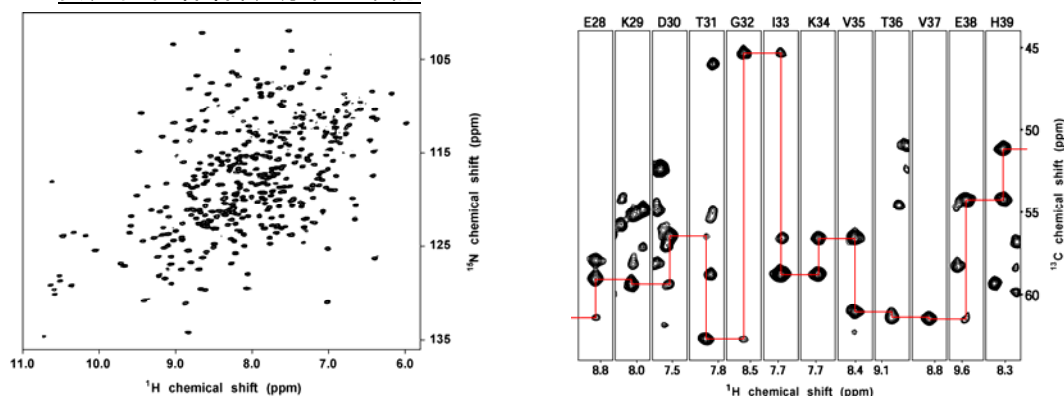 E28 K29 D30 T31 G32 I33 K34 V35 T36 V37 E38 H39
105
115
125
135
15N chemical shift (ppm)
11.0 10.0 9.0 8.0 7.0 6.0
1H chemical shift (ppm)
45
50
55
60
13C chemical shift (ppm)
8.8 8.0 7.5 7.8 8.5 7.7 7.7 8.4 9.1 8.8 9.6 8.3
1H chemical shift (ppm)